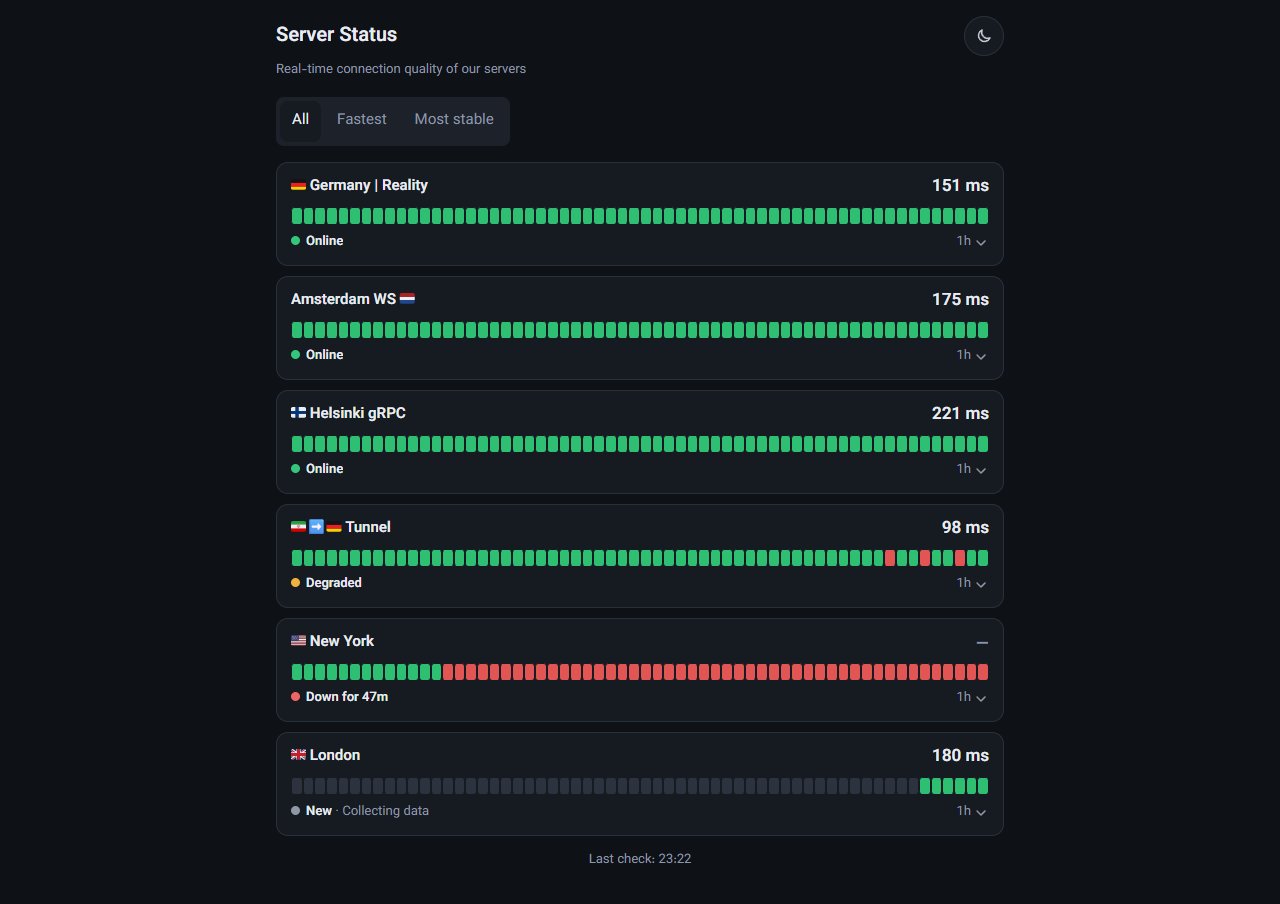 Server Status
Real-time connection quality of our servers
All Fastest Most stable
🇩🇪 Germany | Reality 151 ms
Online 1h
Amsterdam WS 🇳🇱 175 ms
Online 1h
🇫🇮 Helsinki gRPC 221 ms
Online 1h
🇮🇷➡️🇩🇪 Tunnel 98 ms
Degraded 1h
🇺🇸 New York —
Down for 47m 1h
🇬🇧 London 180 ms
New · Collecting data 1h
Last check: 23:22